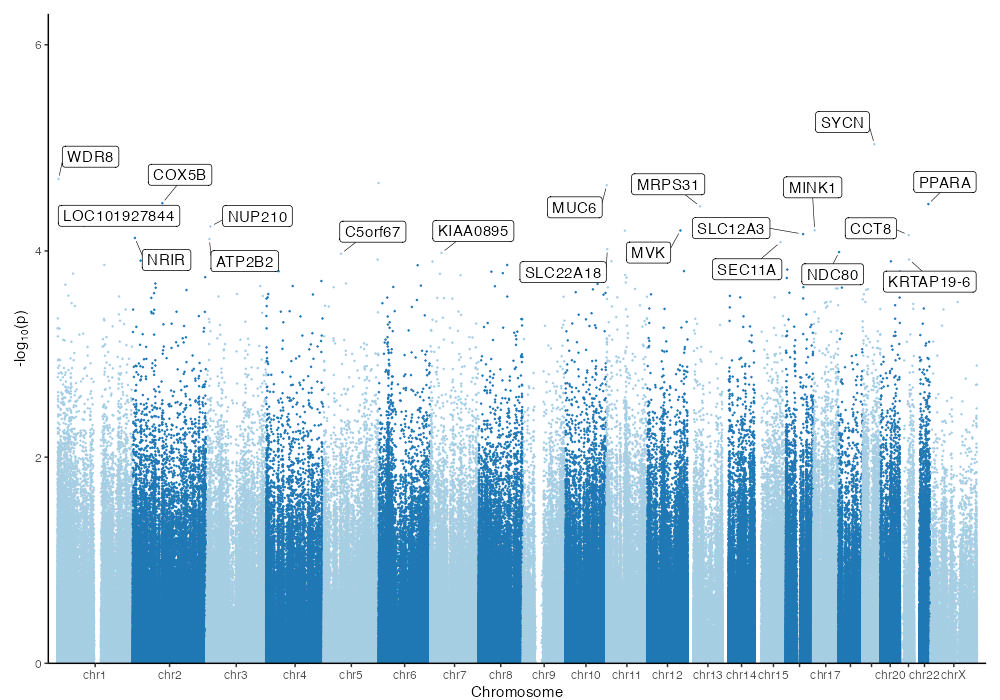 6
SYCN
WDR8
COX5B
MRPS31
MINK1
PPARA
MUC6
LOC101927844
NUP210
SLC12A3
CCT8
C5orf67
KIAA0895
4
MVK
NRIR
ATP2B2
SLC22A18
SEC11A
NDC80
KRTAP19-6
-log10(p)
2
0
chr1 chr2 chr3 chr4 chr5 chr6 chr7 chr8 chr9 chr10 chr11 chr12 chr13 chr14 chr15 chr17 chr20 chr22 chrX
Chromosome